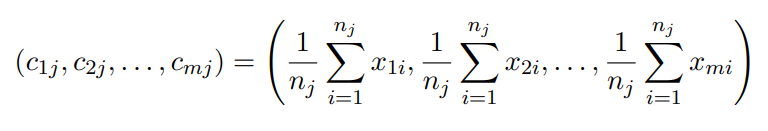 $(c_{1j}, c_{2j}, \ldots, c_{mj}) = \left( \frac{1}{n_j} \sum_{i=1}^{n_j} x_{1i}, \frac{1}{n_j} \sum_{i=1}^{n_j} x_{2i}, \ldots, \frac{1}{n_j} \sum_{i=1}^{n_j} x_{mi} \right)$